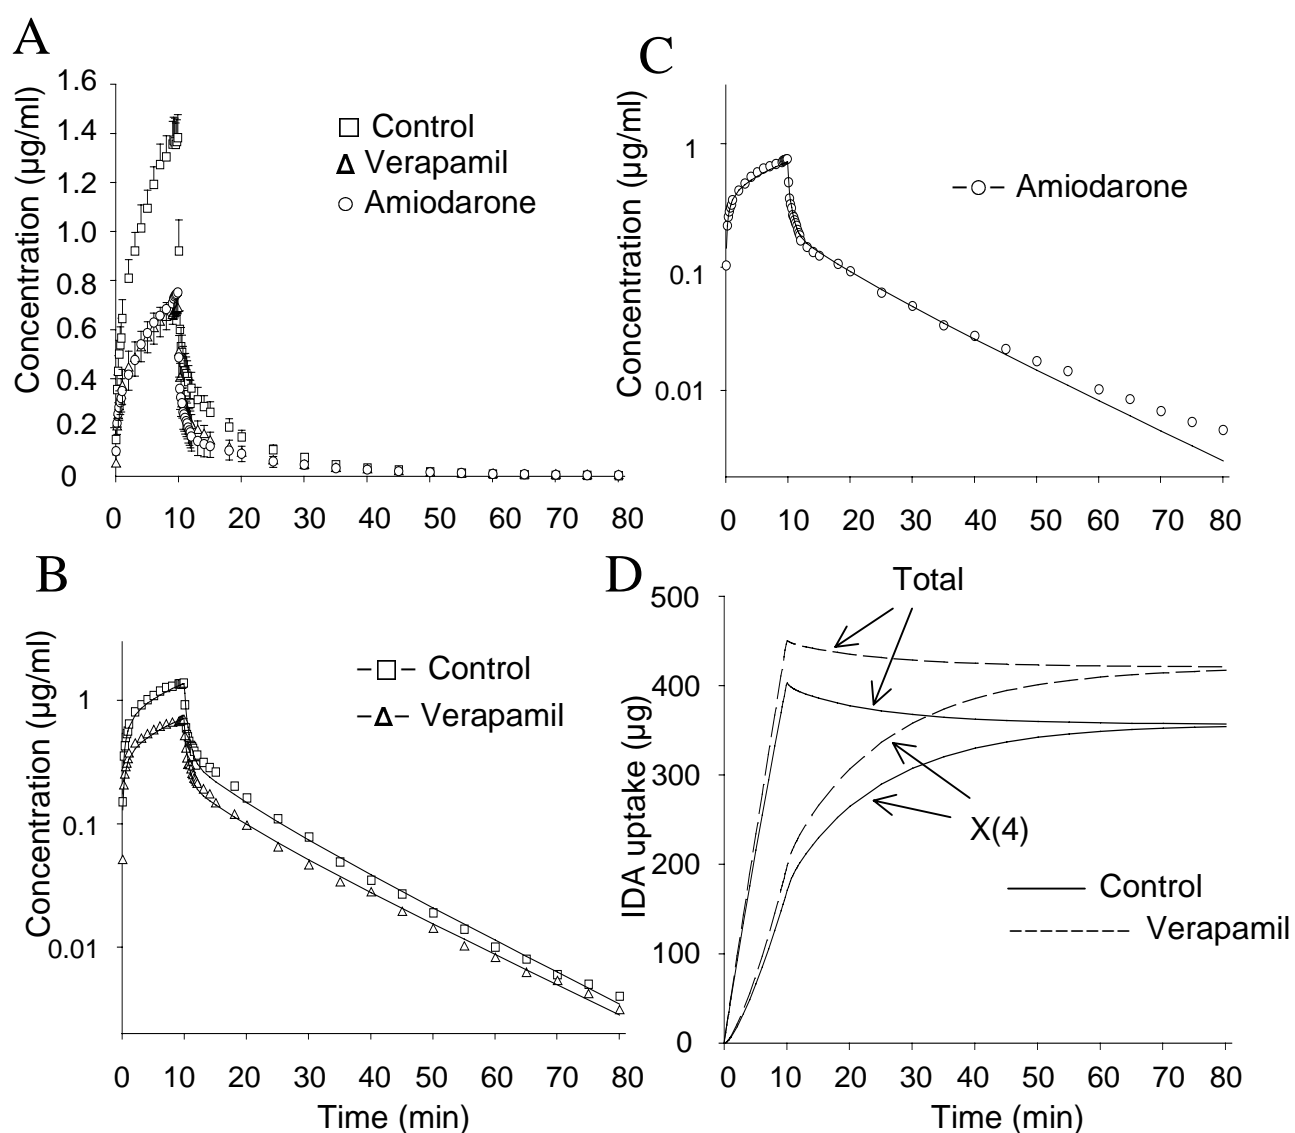 A
Concentration (µg/ml)
1.6
1.4
1.2
1.0
0.8
0.6
0.4
0.2
0
Control
Verapamil
Amiodarone
0 10 20 30 40 50 60 70 80
C
Concentration (µg/ml)
1
0.1
0.01
Amiodarone
0 10 20 30 40 50 60 70 80
B
Concentration (µg/ml)
1
0.1
0.01
Control
Verapamil
0 10 20 30 40 50 60 70 80
Time (min)
D
IDA uptake (µg)
500
400
300
200
100
0
Total
X(4)
Control
Verapamil
0 10 20 30 40 50 60 70 80
Time (min)